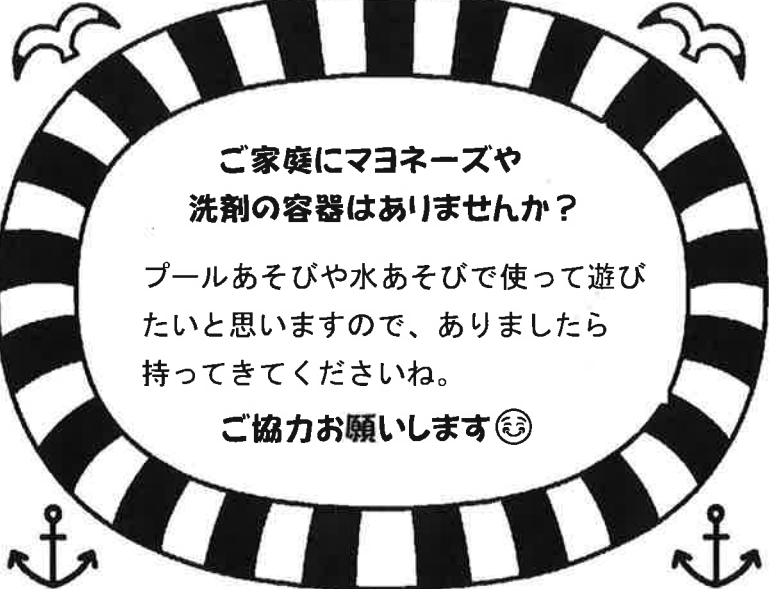 ご家庭にマヨネーズや
洗剤の容器はありませんか？
プールあそびや水あそびで使って遊び
たいと思いますので、ありましたら
持ってきてくださいね。
ご協力お願いします😊